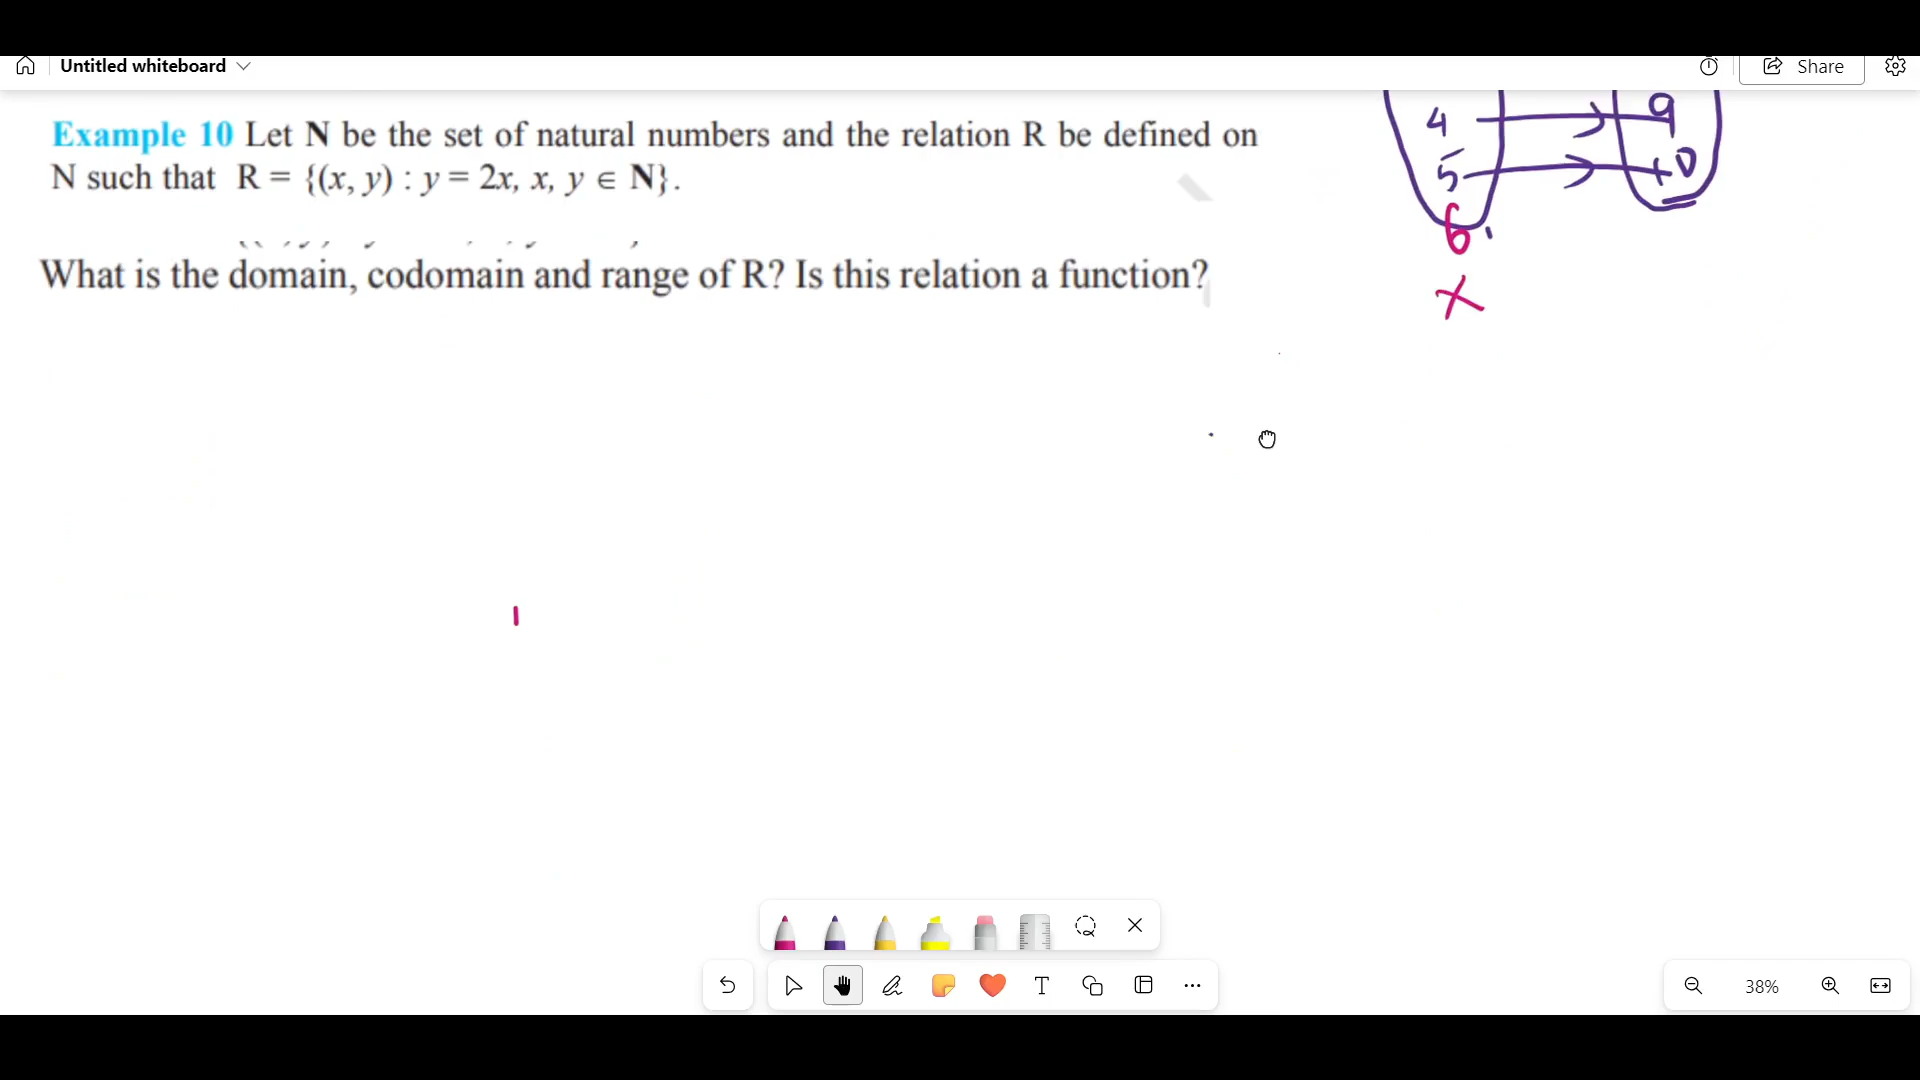 Untitled whiteboard
Share
Example 10 Let N be the set of natural numbers and the relation R be defined on
N such that R = {(x, y) : y = 2x, x, y ∈ N}.
What is the domain, codomain and range of R? Is this relation a function?
4 9
5 10
6
×
38%